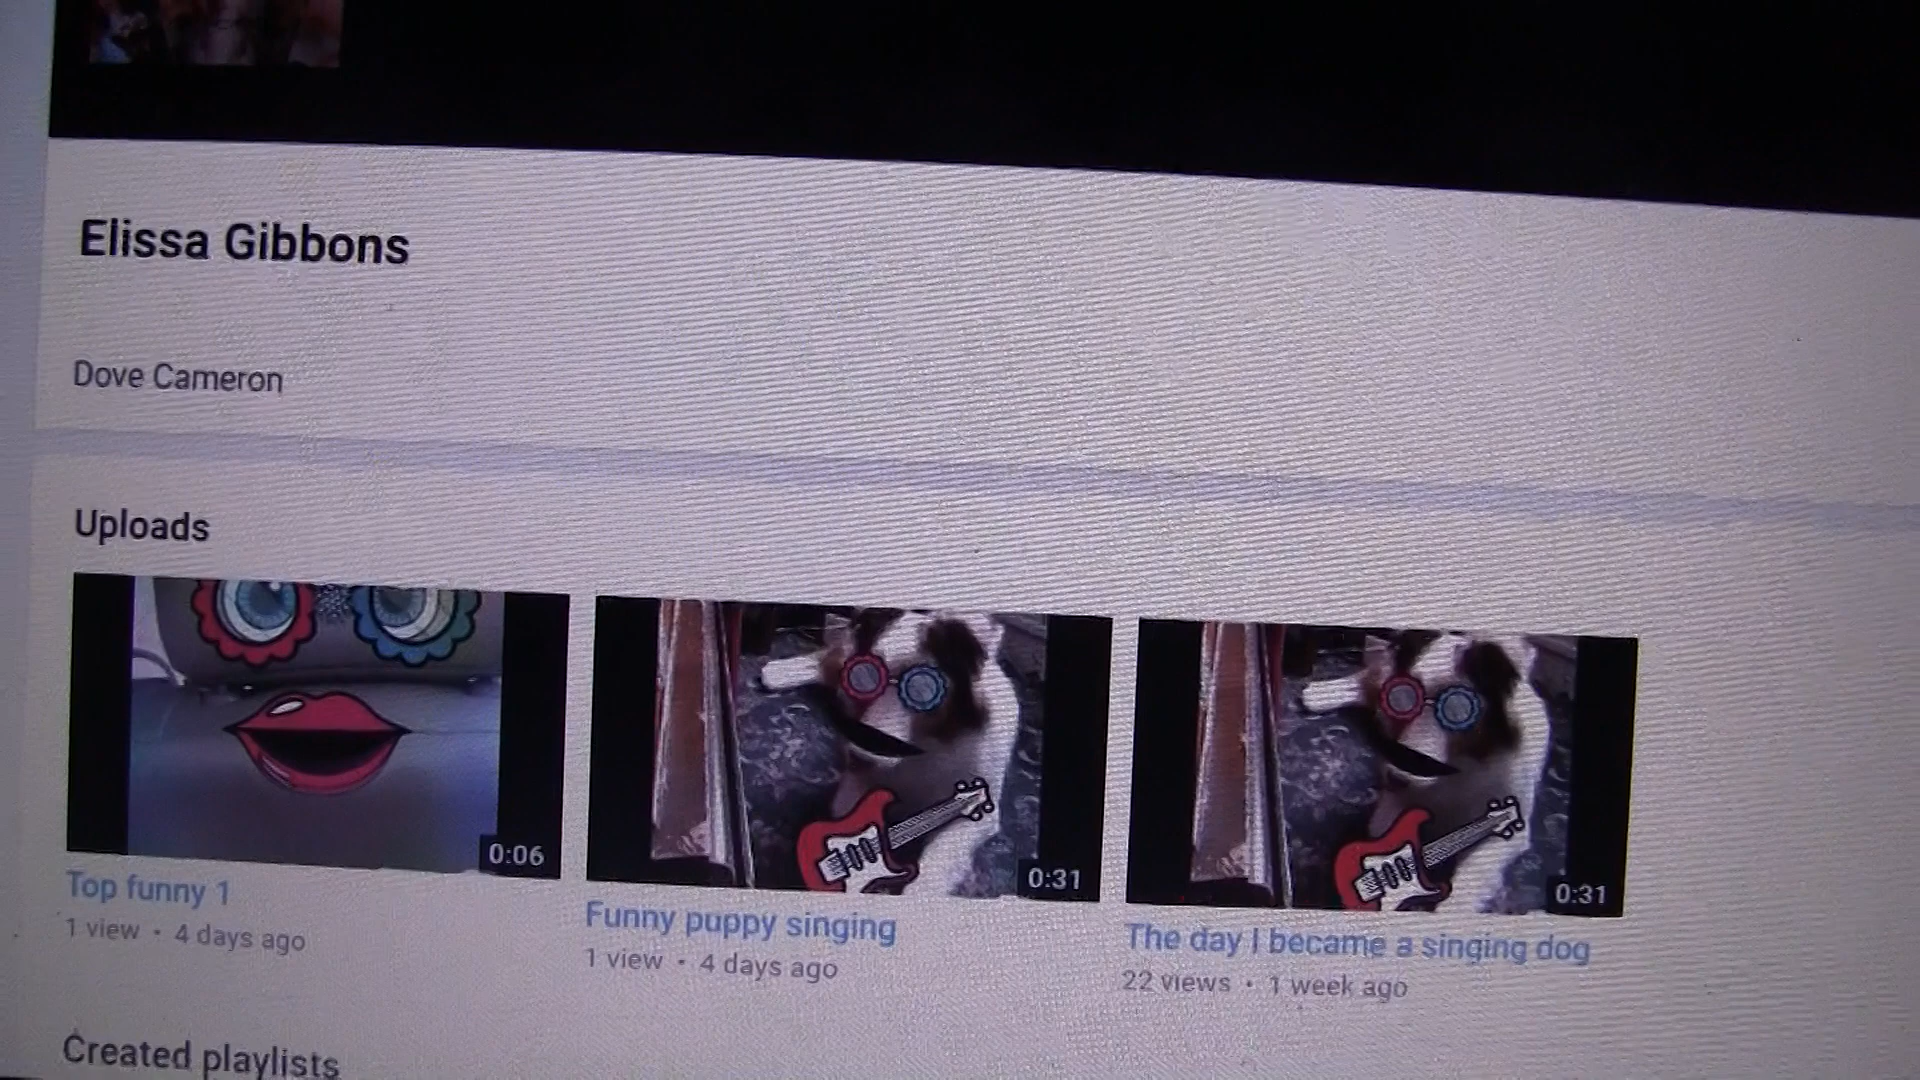 Elissa Gibbons
Dove Cameron
Uploads
0:06
0:31
0:31
Top funny 1
1 view • 4 days ago
Funny puppy singing
1 view • 4 days ago
The day I became a singing dog
22 views • 1 week ago
Created playlists